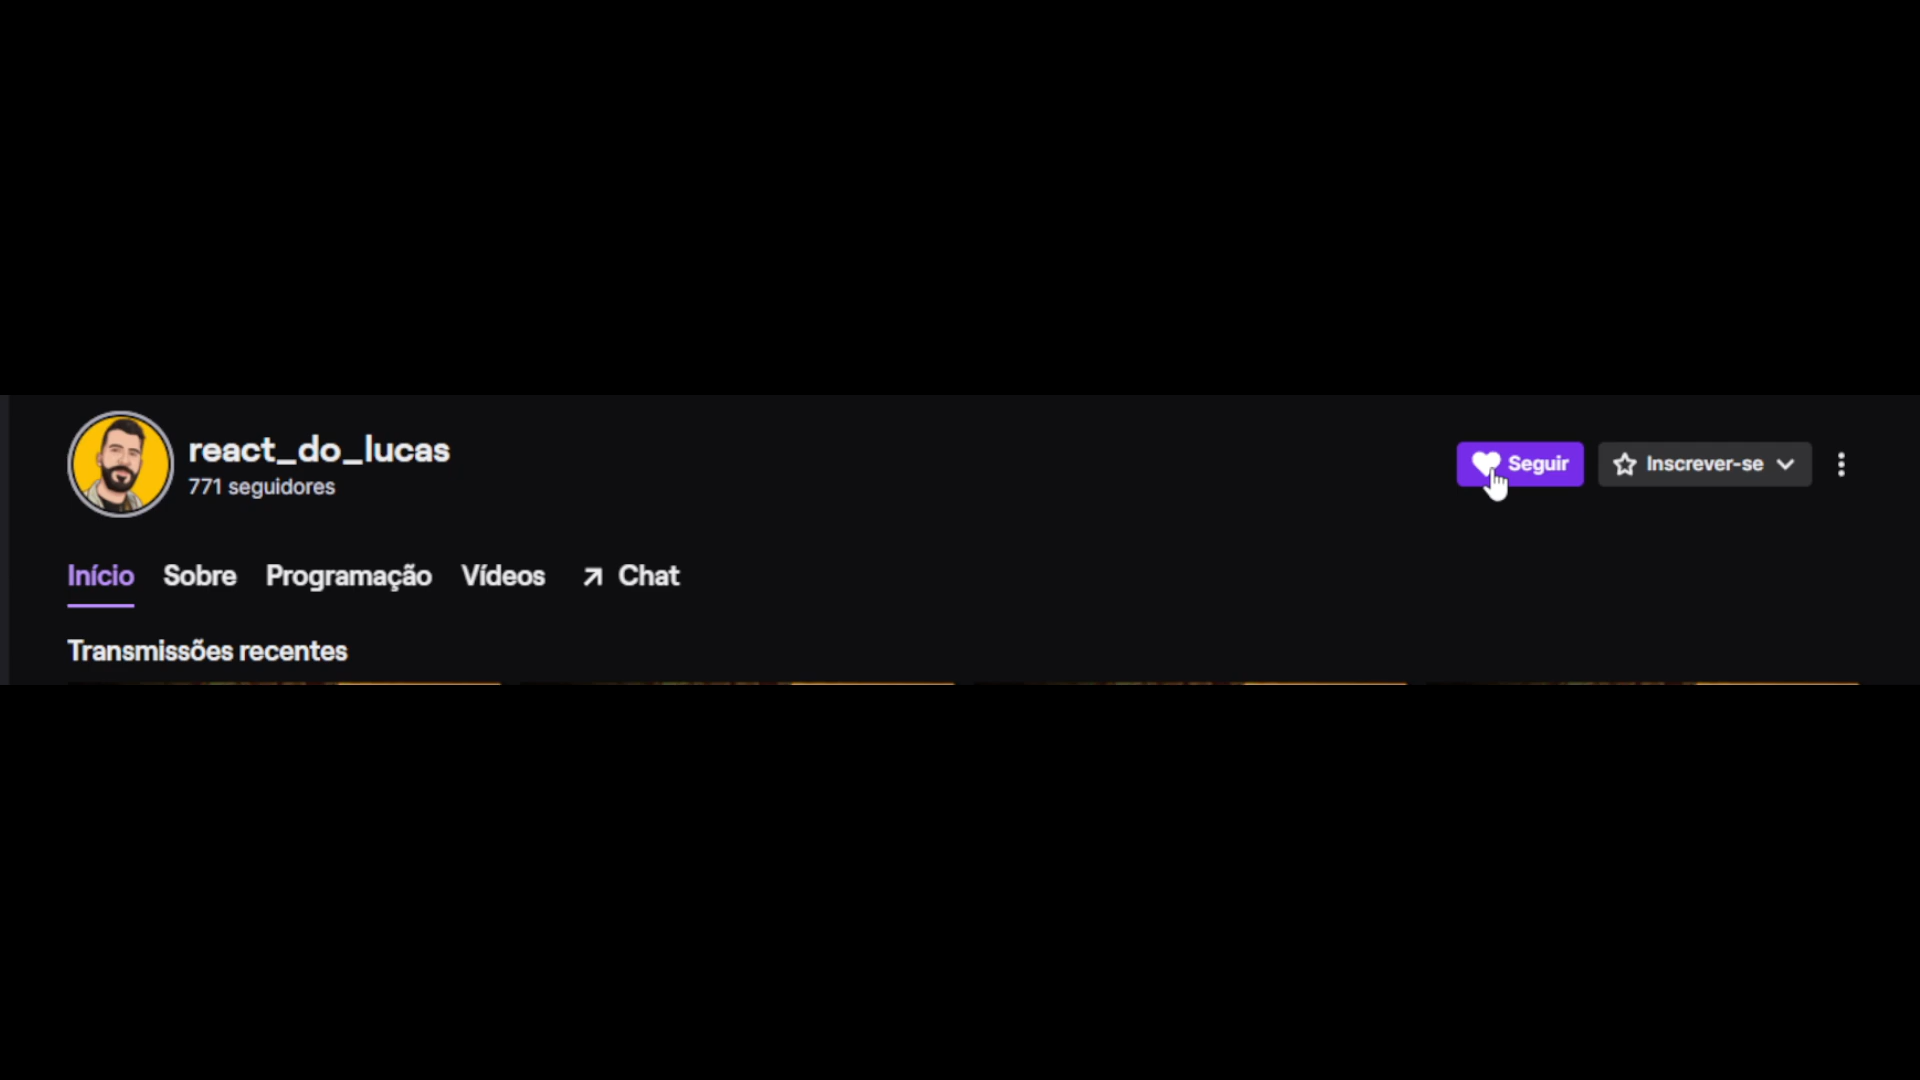 react_do_lucas
771 seguidores
Seguir
Inscrever-se
Início Sobre Programação Vídeos Chat
Transmissões recentes